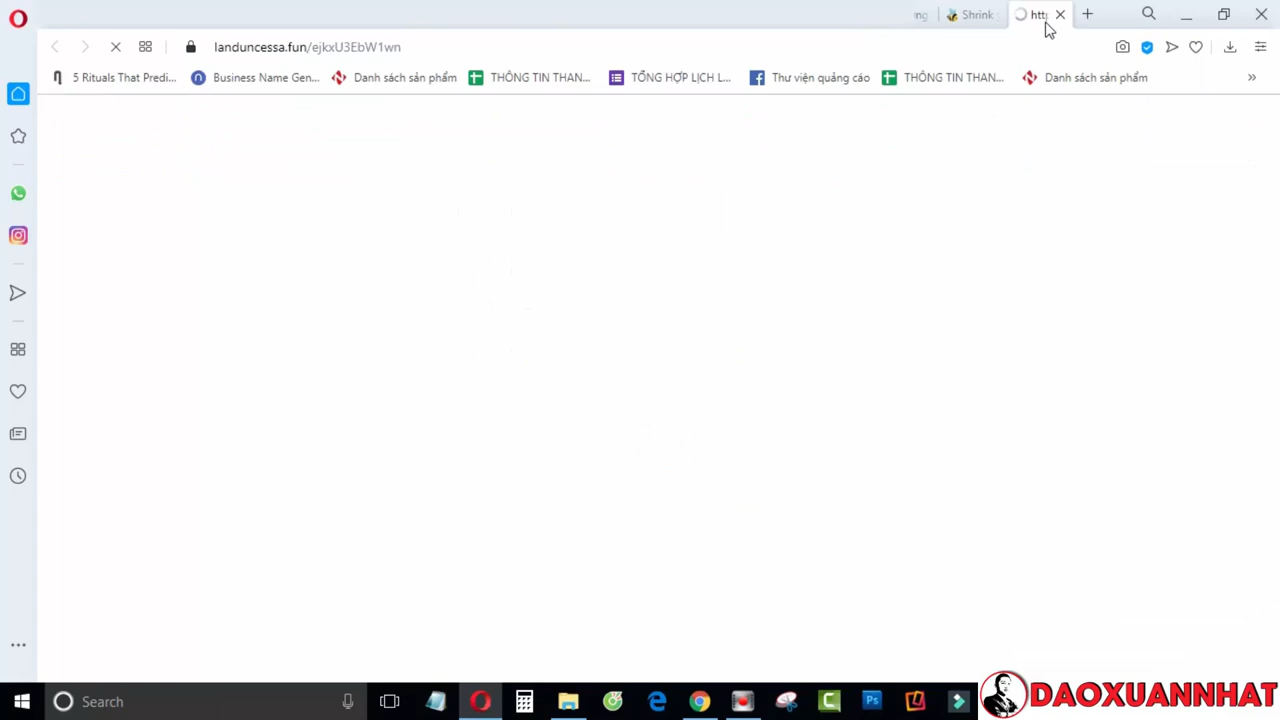 Shrink
htt
landuncessa.fun/ejkxU3EbW1wn
5 Rituals That Predi...
Business Name Gen...
Danh sách sản phẩm
THÔNG TIN THAN...
TỔNG HỢP LỊCH L...
Thư viện quảng cáo
THÔNG TIN THAN...
Danh sách sản phẩm
Search
Ps
DAOXUANNHAT